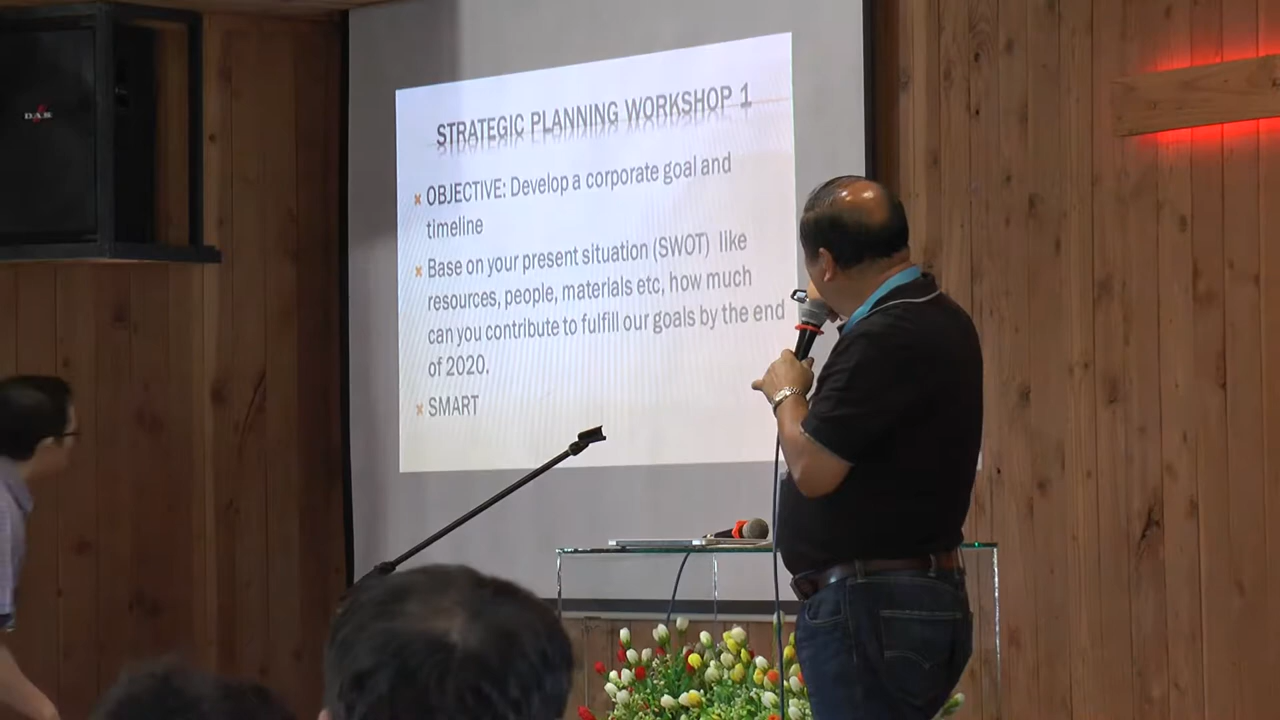 DAS
STRATEGIC PLANNING WORKSHOP 1
OBJECTIVE: Develop a corporate goal and
timeline
Base on your present situation (SWOT) like
resources, people, materials etc, how much
can you contribute to fulfill our goals by the end
of 2020.
SMART